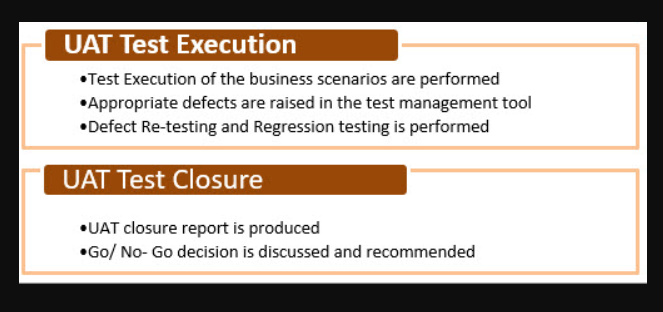 UAT Test Execution
•Test Execution of the business scenarios are performed
•Appropriate defects are raised in the test management tool
•Defect Re-testing and Regression testing is performed
UAT Test Closure
•UAT closure report is produced
•Go/ No- Go decision is discussed and recommended